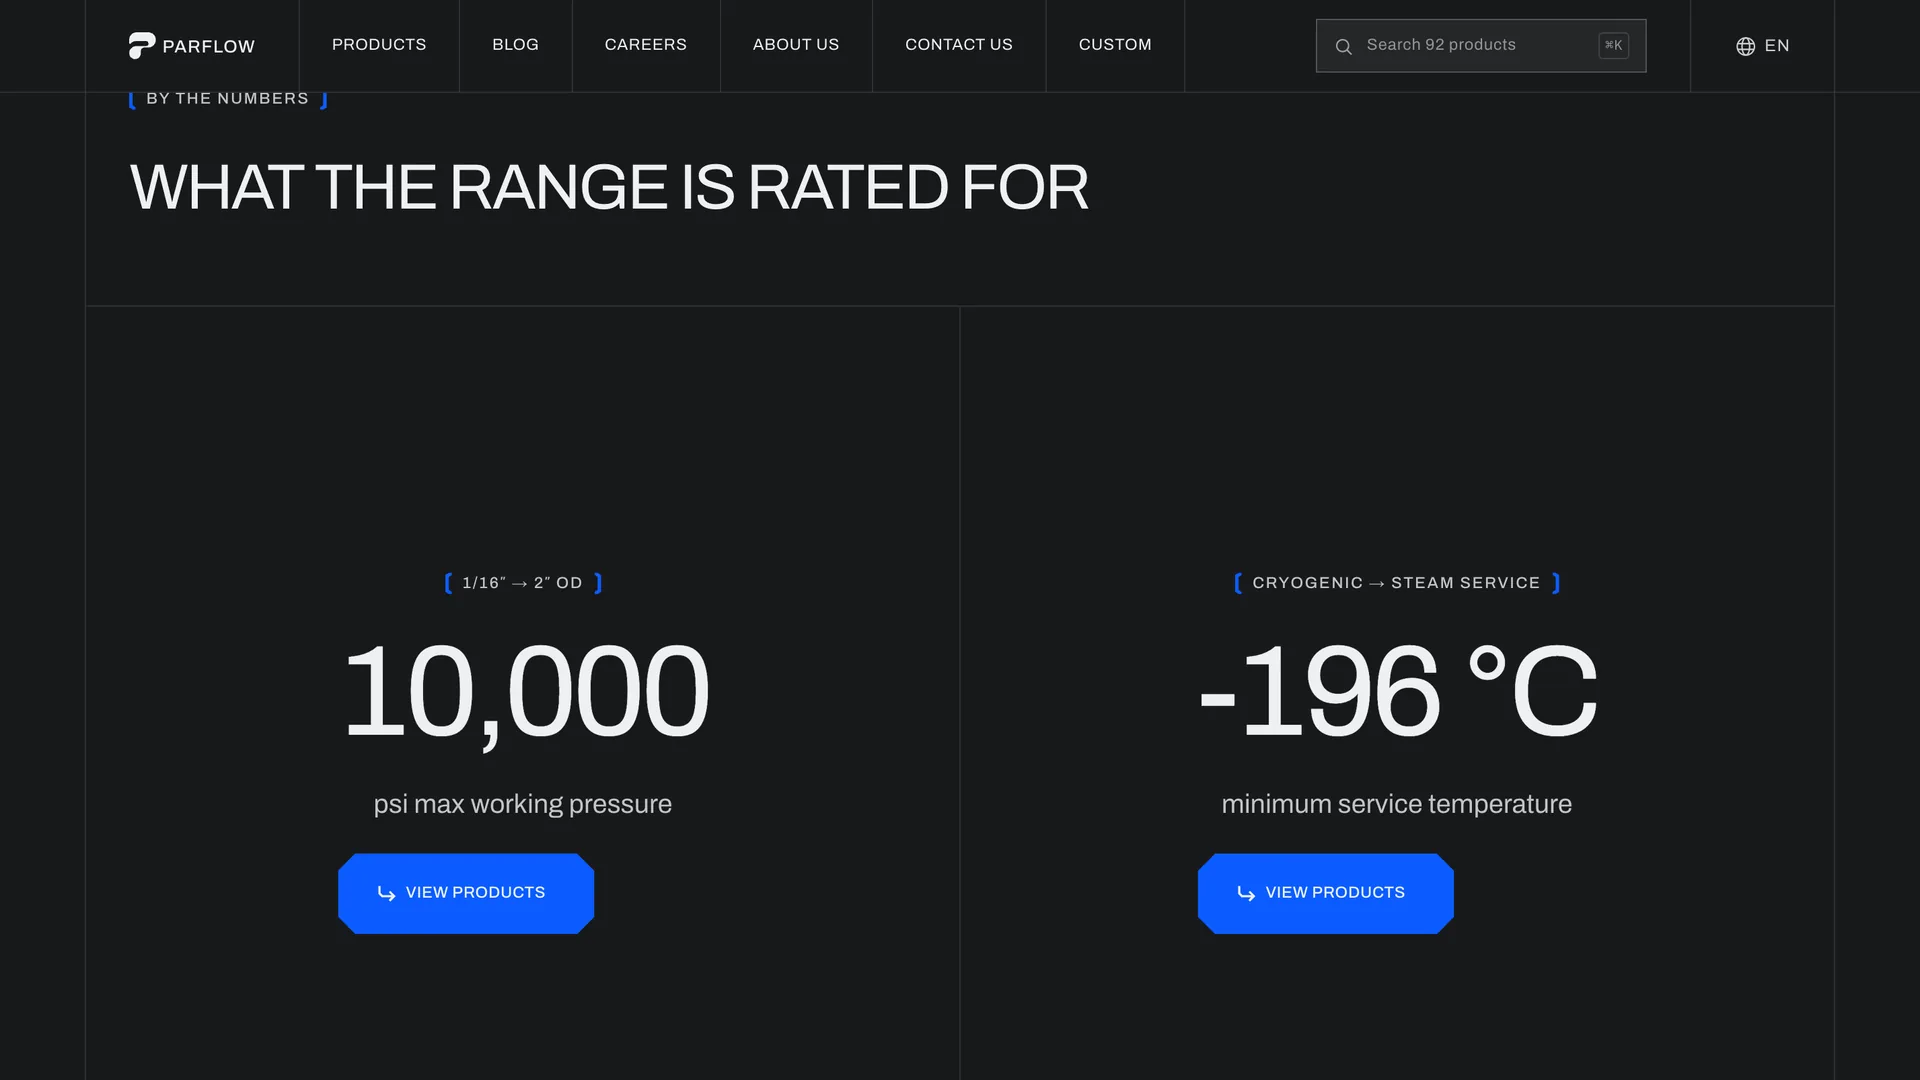 PARFLOW
PRODUCTS
BLOG
CAREERS
ABOUT US
CONTACT US
CUSTOM
Search 92 products
⌘K
EN
BY THE NUMBERS
WHAT THE RANGE IS RATED FOR
1/16″ → 2″ OD
10,000
psi max working pressure
VIEW PRODUCTS
CRYOGENIC → STEAM SERVICE
-196 °C
minimum service temperature
VIEW PRODUCTS